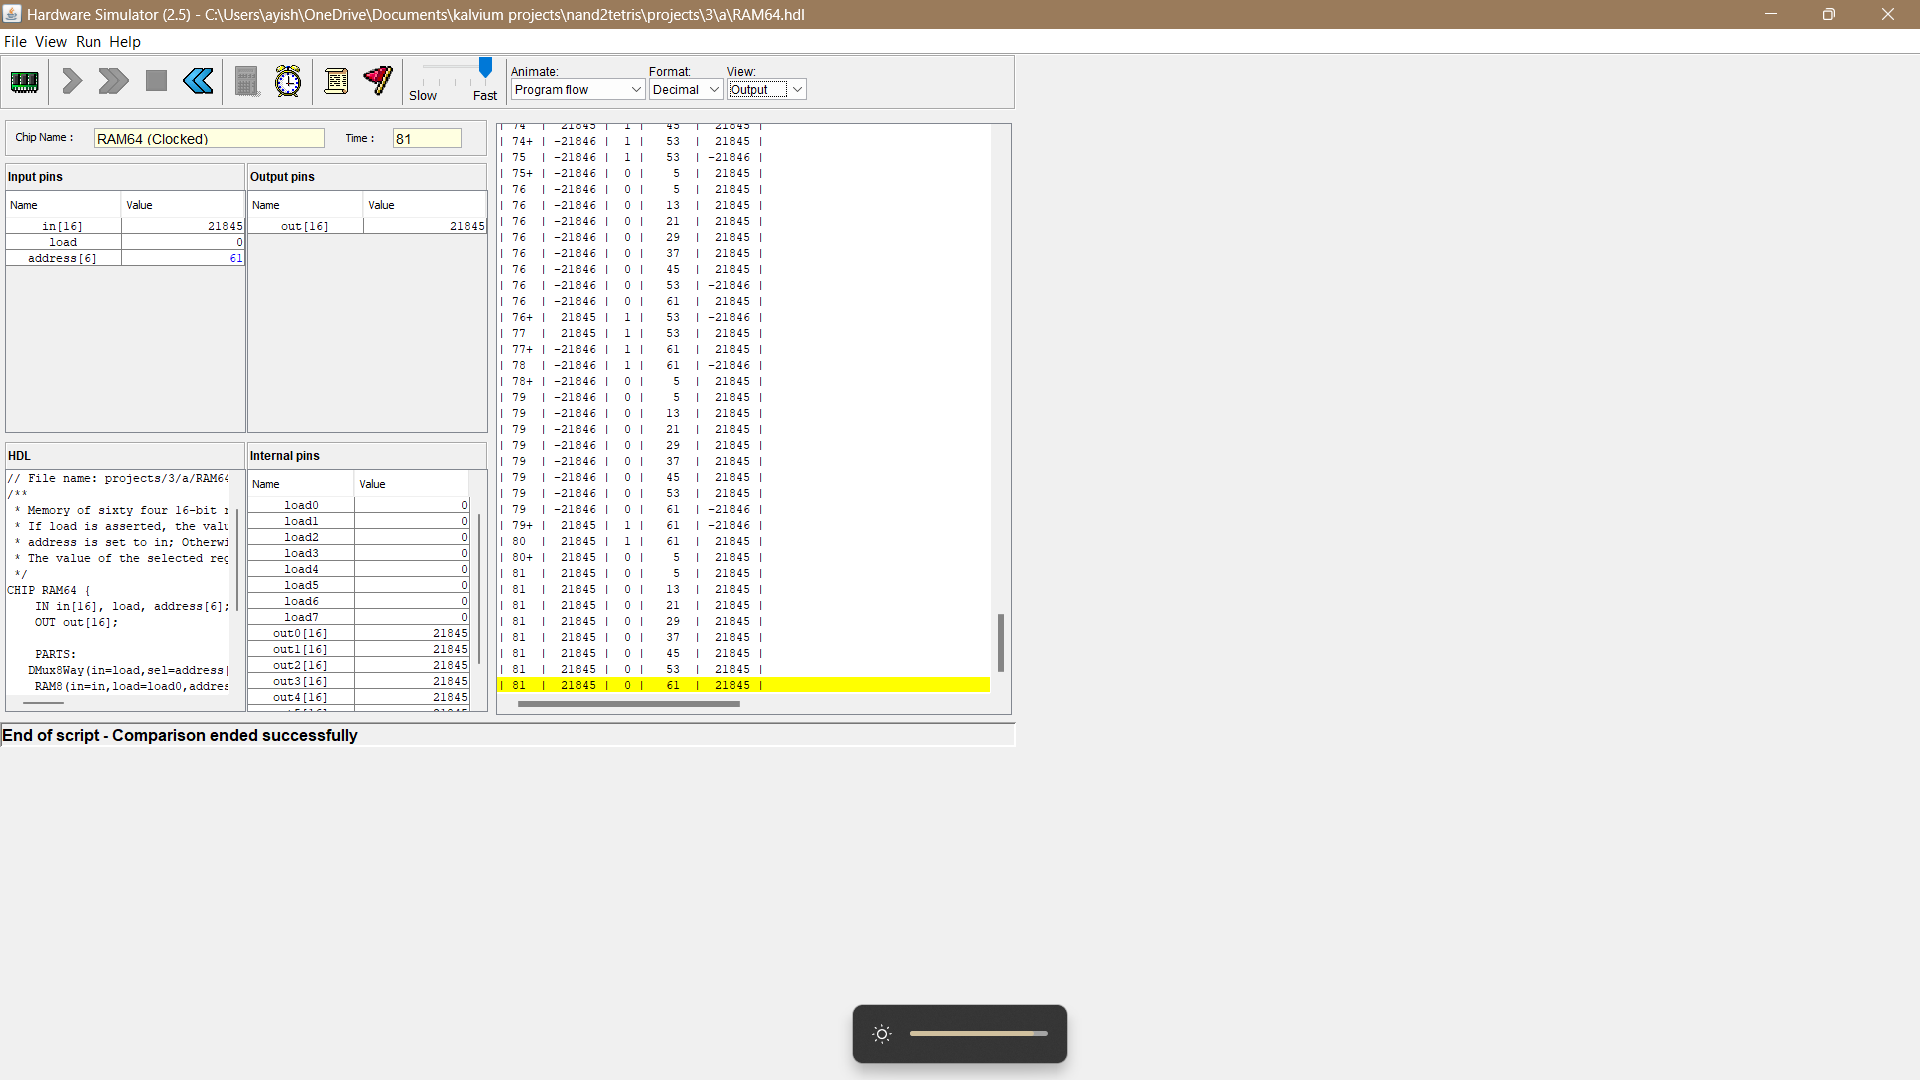 Hardware Simulator (2.5) - C:\Users\ayish\OneDrive\Documents\kalvium projects\nand2tetris\projects\3\a\RAM64.hdl
File View Run Help
Slow Fast
Animate: Format: View:
Program flow Decimal Output
Chip Name : RAM64 (Clocked) Time : 81
Input pins
Name Value
in[16] 21845
load 0
address[6] 61
Output pins
Name Value
out[16] 21845
HDL
// File name: projects/3/a/RAM64
/**
* Memory of sixty four 16-bit
* If load is asserted, the valu
* address is set to in; Otherwi
* The value of the selected reg
*/
CHIP RAM64 {
IN in[16], load, address[6];
OUT out[16];
PARTS:
DMux8Way(in=load,sel=address[
RAM8(in=in,load=load0,addres
Internal pins
Name Value
load0 0
load1 0
load2 0
load3 0
load4 0
load5 0
load6 0
load7 0
out0[16] 21845
out1[16] 21845
out2[16] 21845
out3[16] 21845
out4[16] 21845
| 74 | 21845 | 1 | 45 | 21845 |
| 74+ | -21846 | 1 | 53 | 21845 |
| 75 | -21846 | 1 | 53 | -21846 |
| 75+ | -21846 | 0 | 5 | 21845 |
| 76 | -21846 | 0 | 5 | 21845 |
| 76 | -21846 | 0 | 13 | 21845 |
| 76 | -21846 | 0 | 21 | 21845 |
| 76 | -21846 | 0 | 29 | 21845 |
| 76 | -21846 | 0 | 37 | 21845 |
| 76 | -21846 | 0 | 45 | 21845 |
| 76 | -21846 | 0 | 53 | -21846 |
| 76 | -21846 | 0 | 61 | 21845 |
| 76+ | 21845 | 1 | 53 | -21846 |
| 77 | 21845 | 1 | 53 | 21845 |
| 77+ | -21846 | 1 | 61 | 21845 |
| 78 | -21846 | 1 | 61 | -21846 |
| 78+ | -21846 | 0 | 5 | 21845 |
| 79 | -21846 | 0 | 5 | 21845 |
| 79 | -21846 | 0 | 13 | 21845 |
| 79 | -21846 | 0 | 21 | 21845 |
| 79 | -21846 | 0 | 29 | 21845 |
| 79 | -21846 | 0 | 37 | 21845 |
| 79 | -21846 | 0 | 45 | 21845 |
| 79 | -21846 | 0 | 53 | 21845 |
| 79 | -21846 | 0 | 61 | -21846 |
| 79+ | 21845 | 1 | 61 | -21846 |
| 80 | 21845 | 1 | 61 | 21845 |
| 80+ | 21845 | 0 | 5 | 21845 |
| 81 | 21845 | 0 | 5 | 21845 |
| 81 | 21845 | 0 | 13 | 21845 |
| 81 | 21845 | 0 | 21 | 21845 |
| 81 | 21845 | 0 | 29 | 21845 |
| 81 | 21845 | 0 | 37 | 21845 |
| 81 | 21845 | 0 | 45 | 21845 |
| 81 | 21845 | 0 | 53 | 21845 |
| 81 | 21845 | 0 | 61 | 21845 |
End of script - Comparison ended successfully